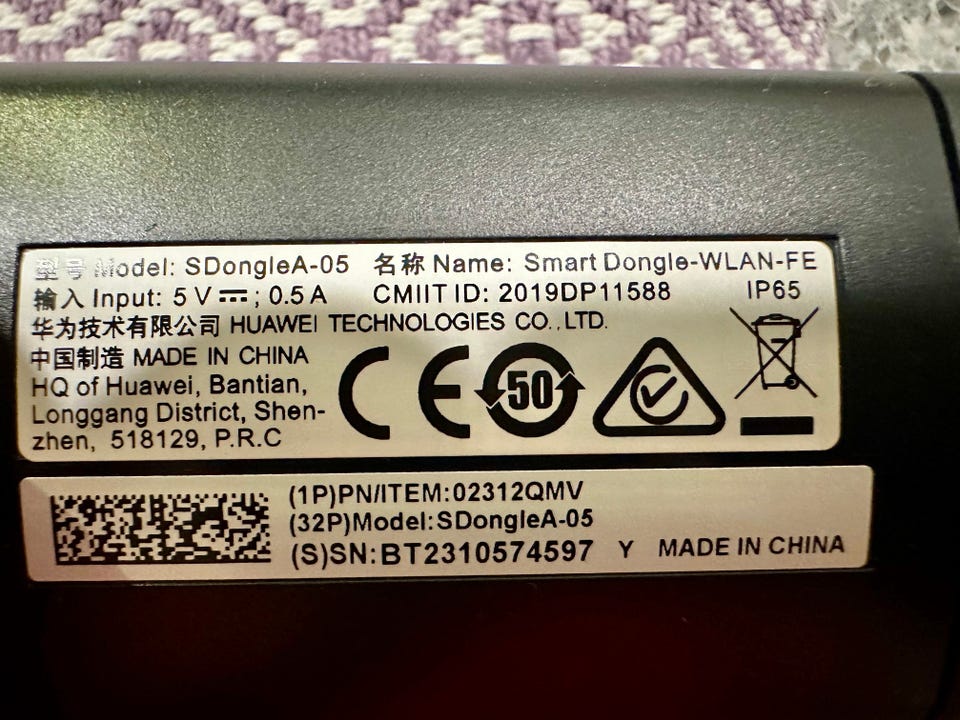 型号 Model: SDongleA-05 名称 Name: Smart Dongle-WLAN-FE
输入 Input: 5 V ⎓; 0.5 A CMIIT ID: 2019DP11588 IP65
华为技术有限公司 HUAWEI TECHNOLOGIES CO.,LTD.
中国制造 MADE IN CHINA
HQ of Huawei, Bantian,
Longgang District, Shen-
zhen, 518129, P.R.C
CE
50
(1P)PN/ITEM:02312QMV
(32P)Model:SDongleA-05
(S)SN:BT2310574597 Y MADE IN CHINA